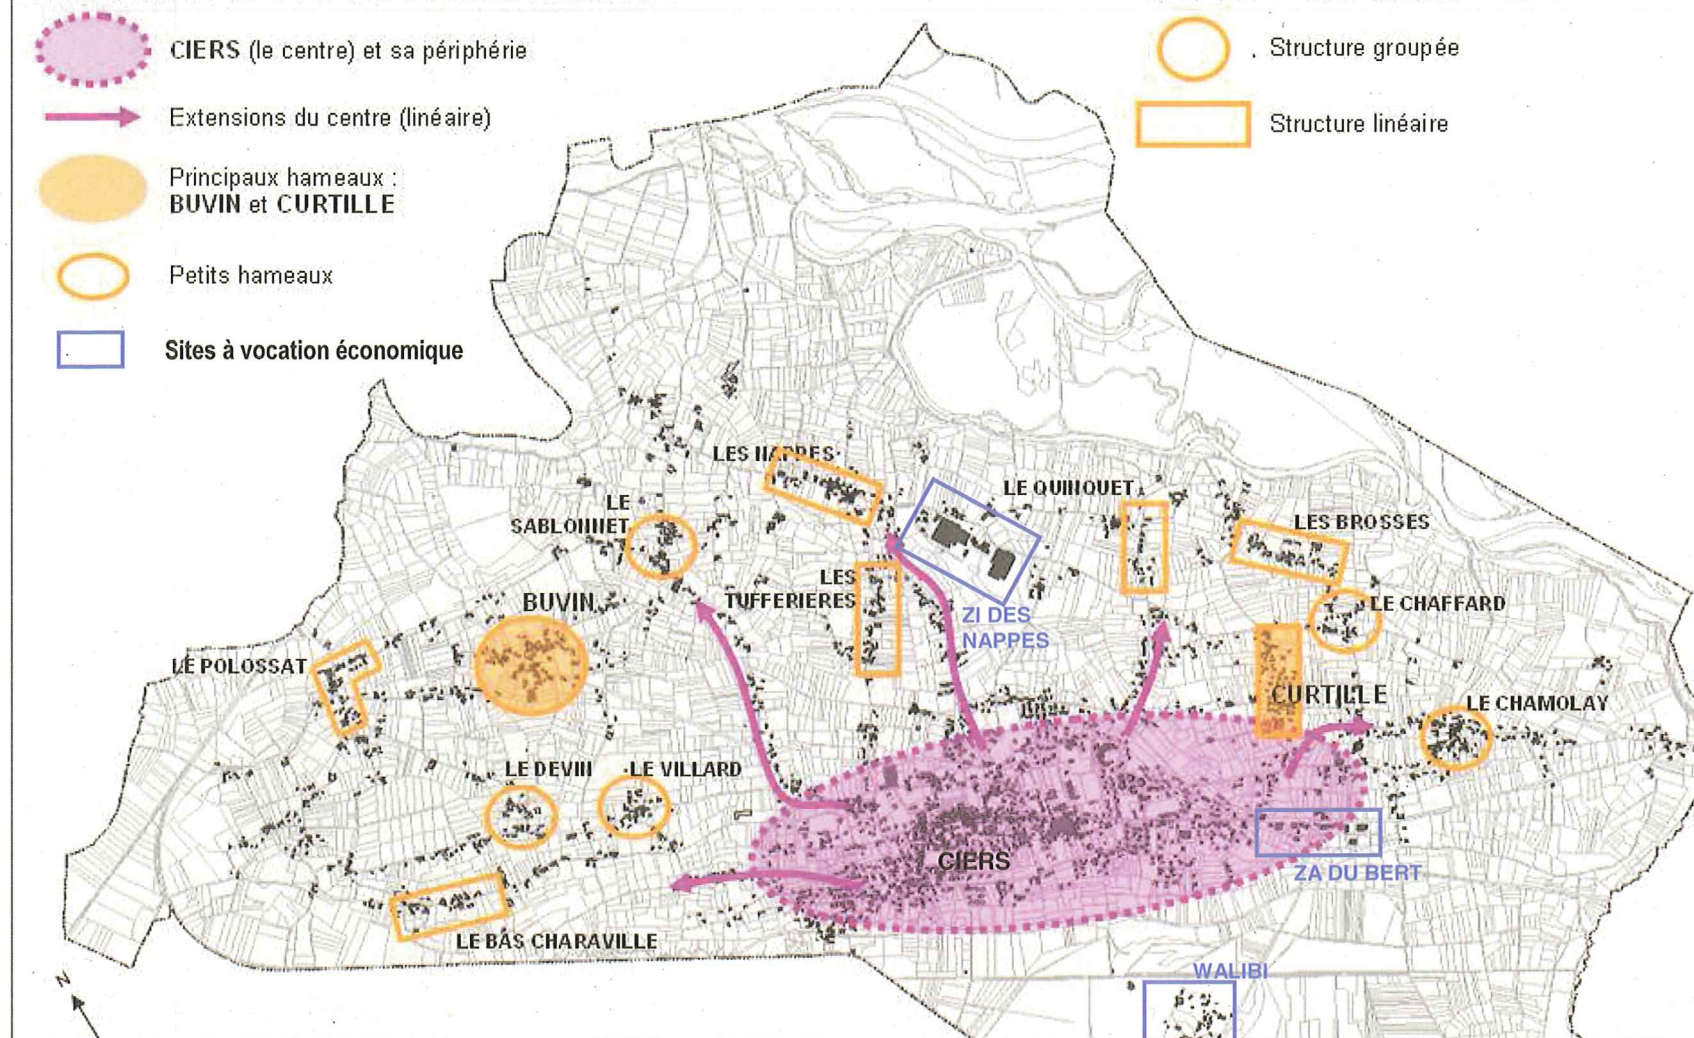 CIERS (le centre) et sa périphérie
Extensions du centre (linéaire)
Principaux hameaux :
BUVIN et CURTILLE
Petits hameaux
Sites à vocation économique
Structure groupée
Structure linéaire
LES NAPPES
LE QUINQUET
LE
SABLONNET
LES BROSSES
LES
TUFFERIERES
BUVIN
ZI DES
NAPPES
LE CHAFFARD
LE POLOSSAT
CURTILLE
LE CHAMOLAY
LE DEVIN
LE VILLARD
CIERS
ZA DU BERT
LE BAS CHARAVILLE
WALIBI
N